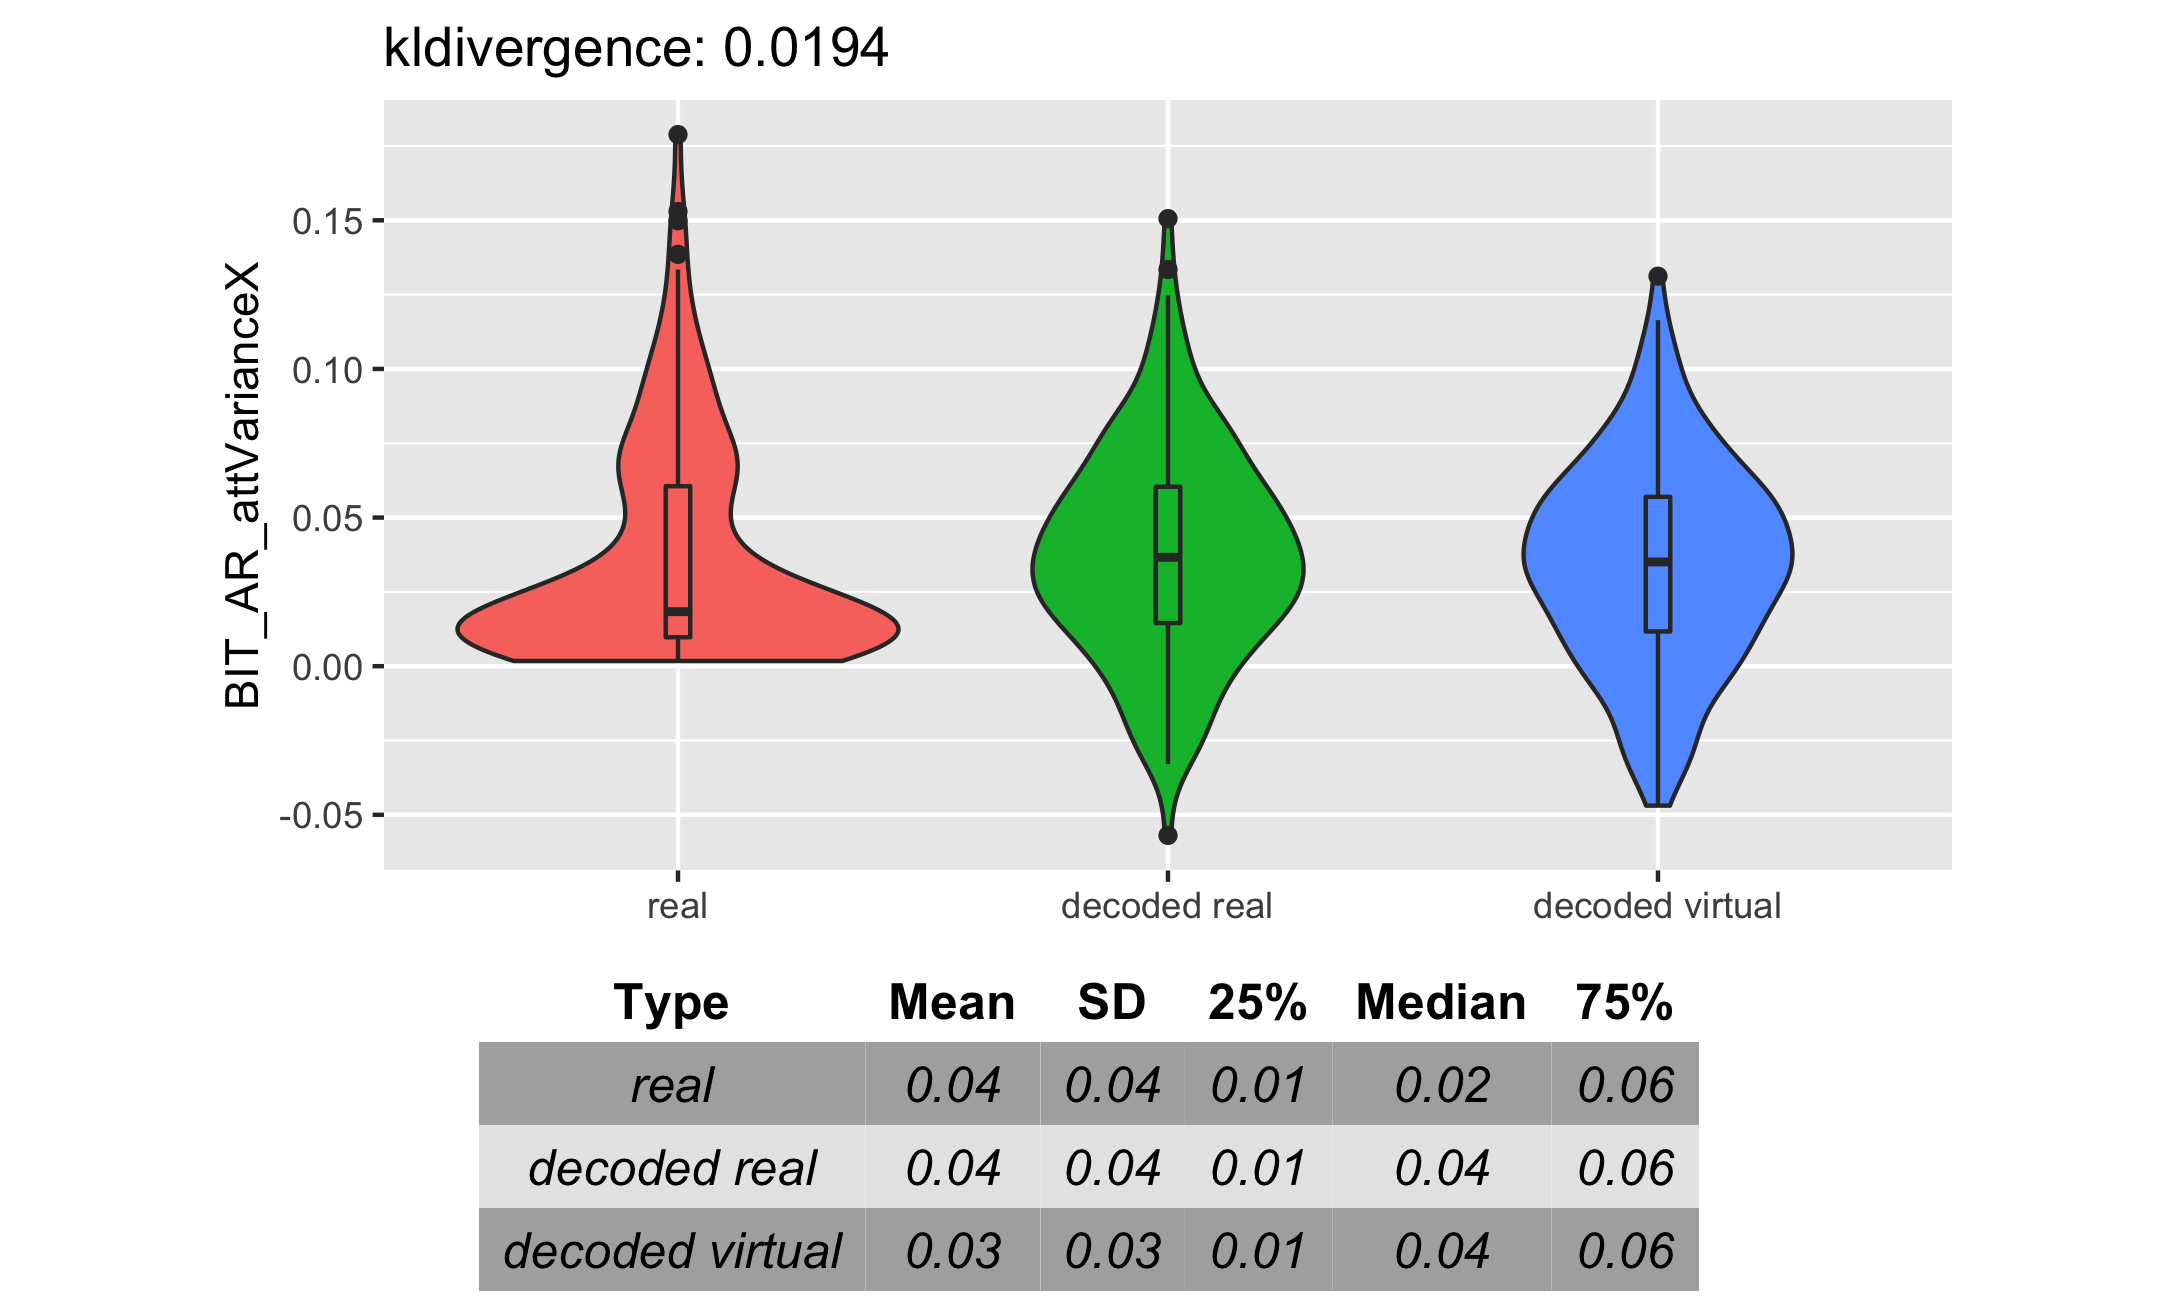 kldivergence: 0.0194
BIT_AR_attVarianceX
0.15
0.10
0.05
0.00
-0.05
real decoded real decoded virtual
Type Mean SD 25% Median 75%
real 0.04 0.04 0.01 0.02 0.06
decoded real 0.04 0.04 0.01 0.04 0.06
decoded virtual 0.03 0.03 0.01 0.04 0.06